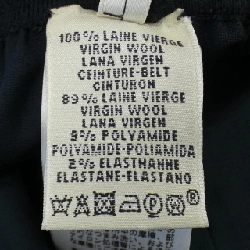 100% LAINE VIERGE
VIRGIN WOOL
LANA VIRGEN
CEINTURE-BELT
CINTURON
89% LAINE VIERGE
VIRGIN WOOL
LANA VIRGEN
9% POLYAMIDE
POLYAMIDE-POLIAMIDA
2% ELASTHANNE
ELASTANE-ELASTANO